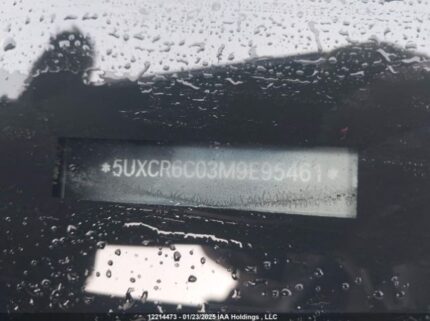 *5UXCR6C03M9E95461*
12214473 - 01/23/2025 IAA Holdings, LLC